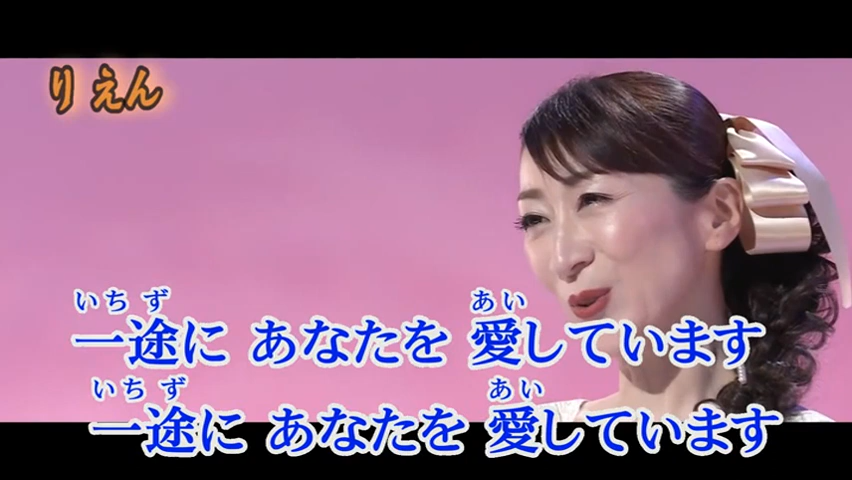 りえん
いちず あい
一途に あなたを 愛しています
いちず あい
一途に あなたを 愛しています